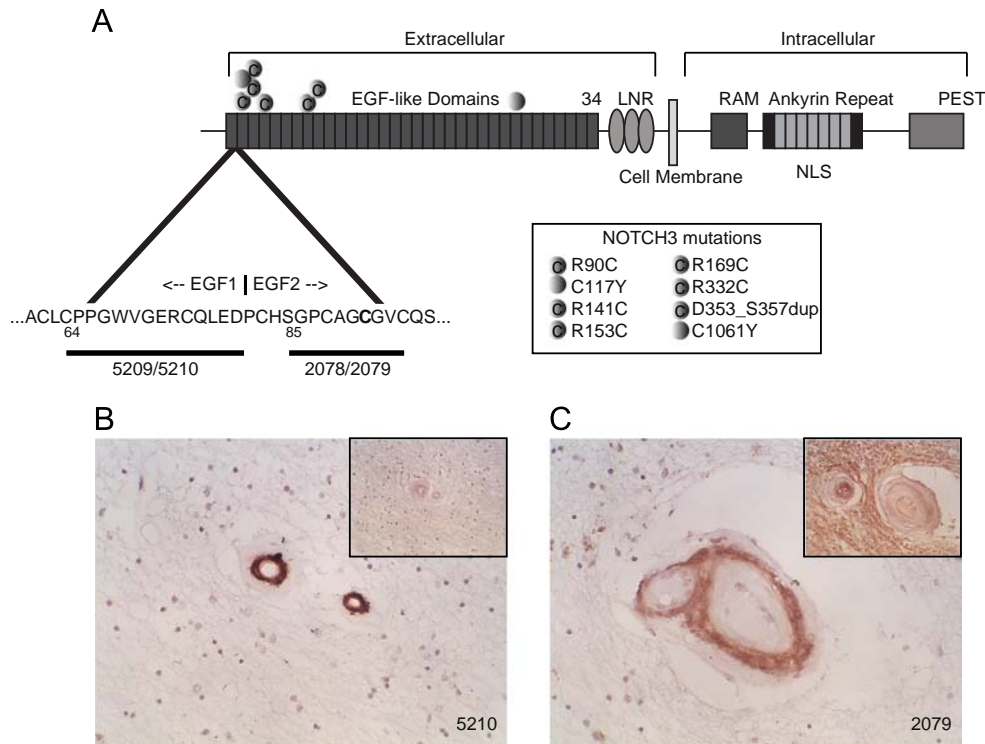 A
Extracellular
Intracellular
C
C
C
C
C
C
EGF-like Domains
34
LNR
RAM
Ankyrin Repeat
PEST
Cell Membrane
NLS
NOTCH3 mutations
C R90C
C R169C
C117Y
C R332C
C R141C
C D353_S357dup
C R153C
C1061Y
<-- EGF1 | EGF2 -->
...ACLCPPGWVGERCQLEDPCHSGPCAGCGVCQS...
64
85
5209/5210
2078/2079
B
C
5210
2079